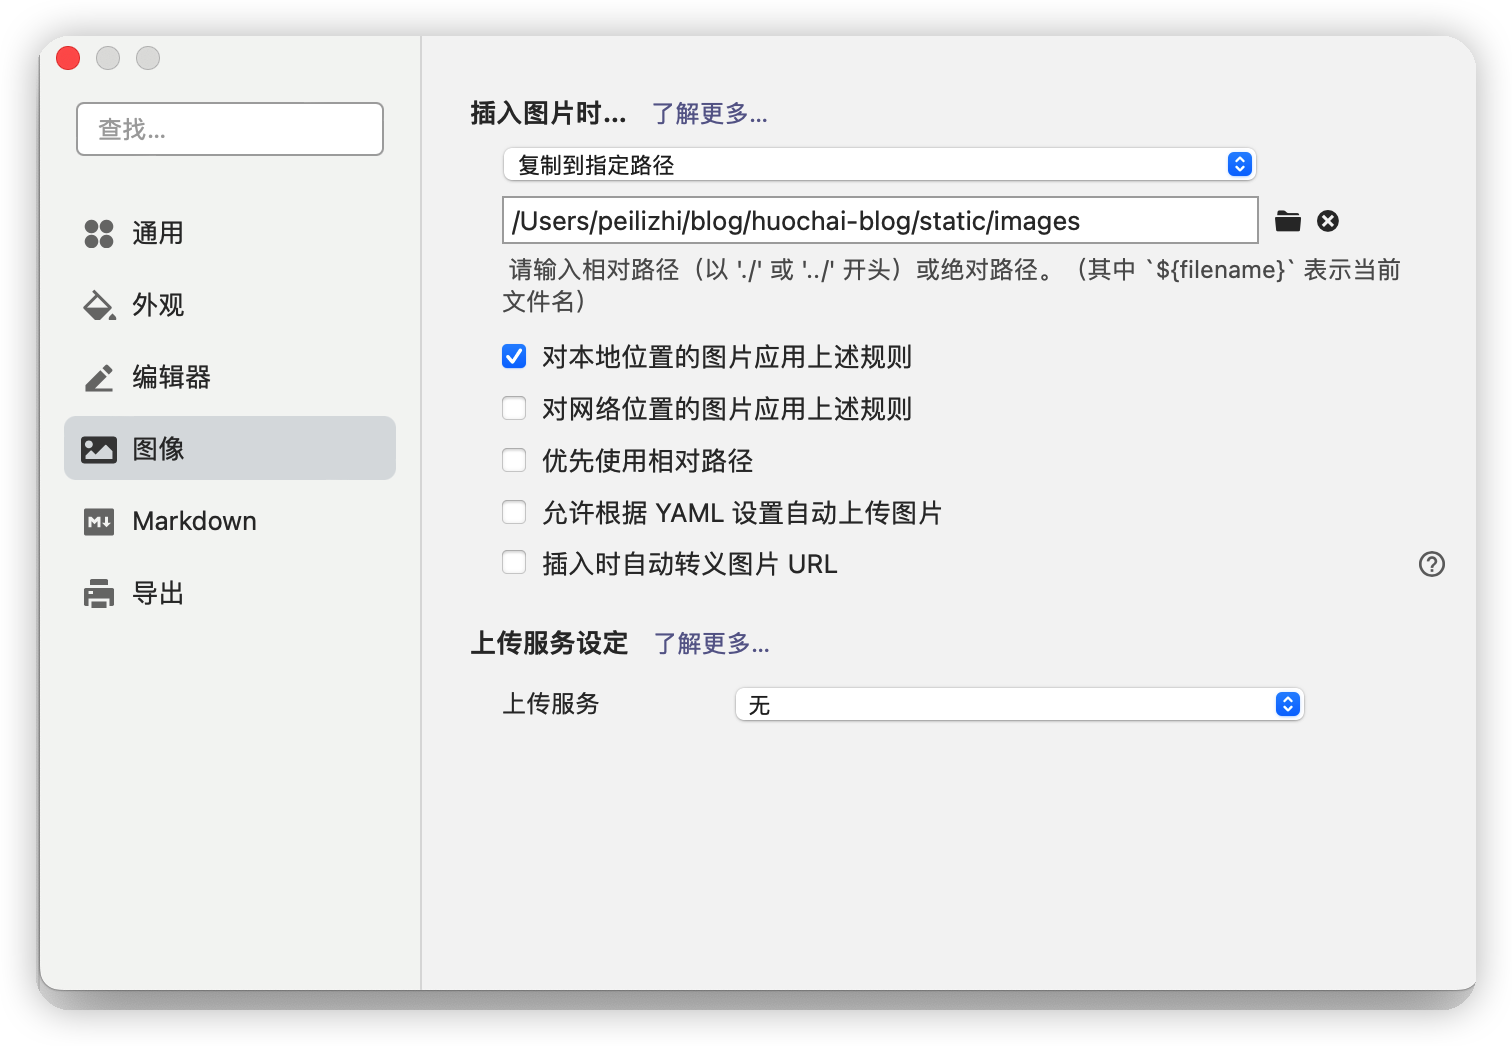 查找...
通用
外观
编辑器
图像
Markdown
导出
插入图片时... 了解更多...
复制到指定路径
/Users/peilizhi/blog/huochai-blog/static/images
请输入相对路径（以 './' 或 '../' 开头）或绝对路径。（其中 `${filename}` 表示当前
文件名）
对本地位置的图片应用上述规则
对网络位置的图片应用上述规则
优先使用相对路径
允许根据 YAML 设置自动上传图片
插入时自动转义图片 URL
上传服务设定 了解更多...
上传服务 无